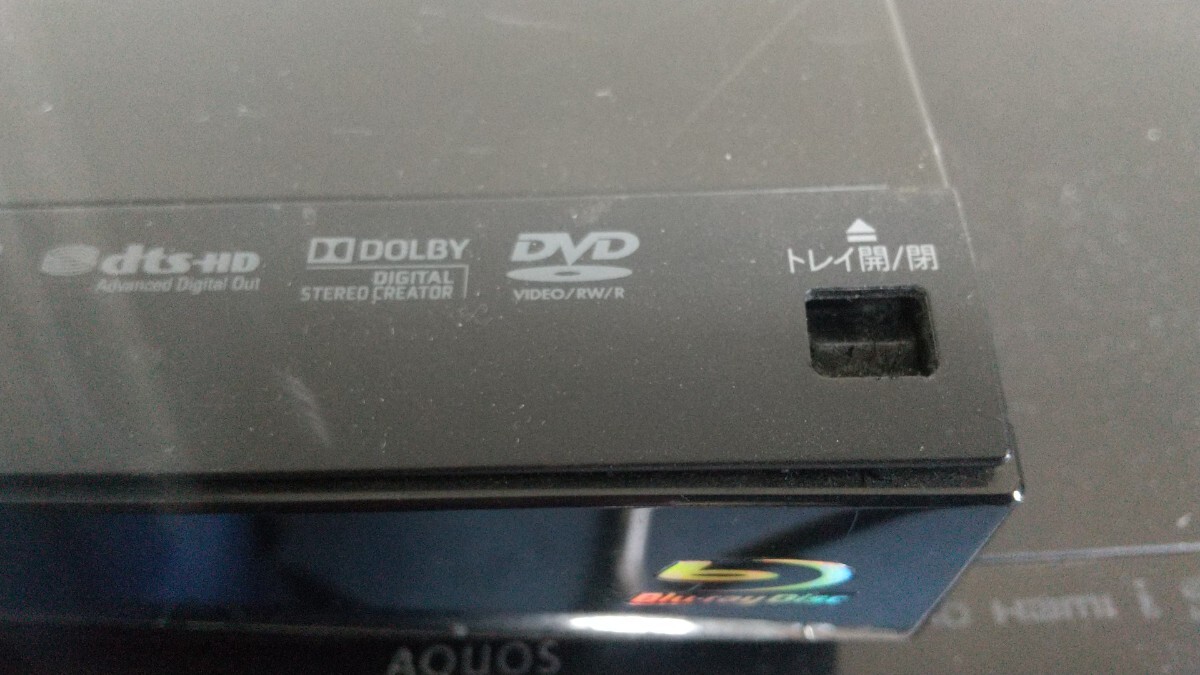 dts-HD
Advanced Digital Out
DOLBY
DIGITAL
STEREO CREATOR
DVD
VIDEO/RW/R
トレイ開/閉
Blu-ray Disc
HDMI
AQUOS